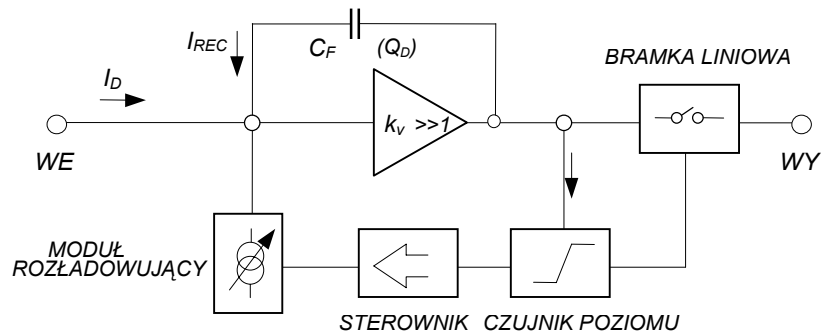 I_REC
C_F
(Q_D)
BRAMKA LINIOWA
I_D
k_v >>1
WE
WY
MODUŁ
ROZŁADOWUJĄCY
STEROWNIK
CZUJNIK POZIOMU